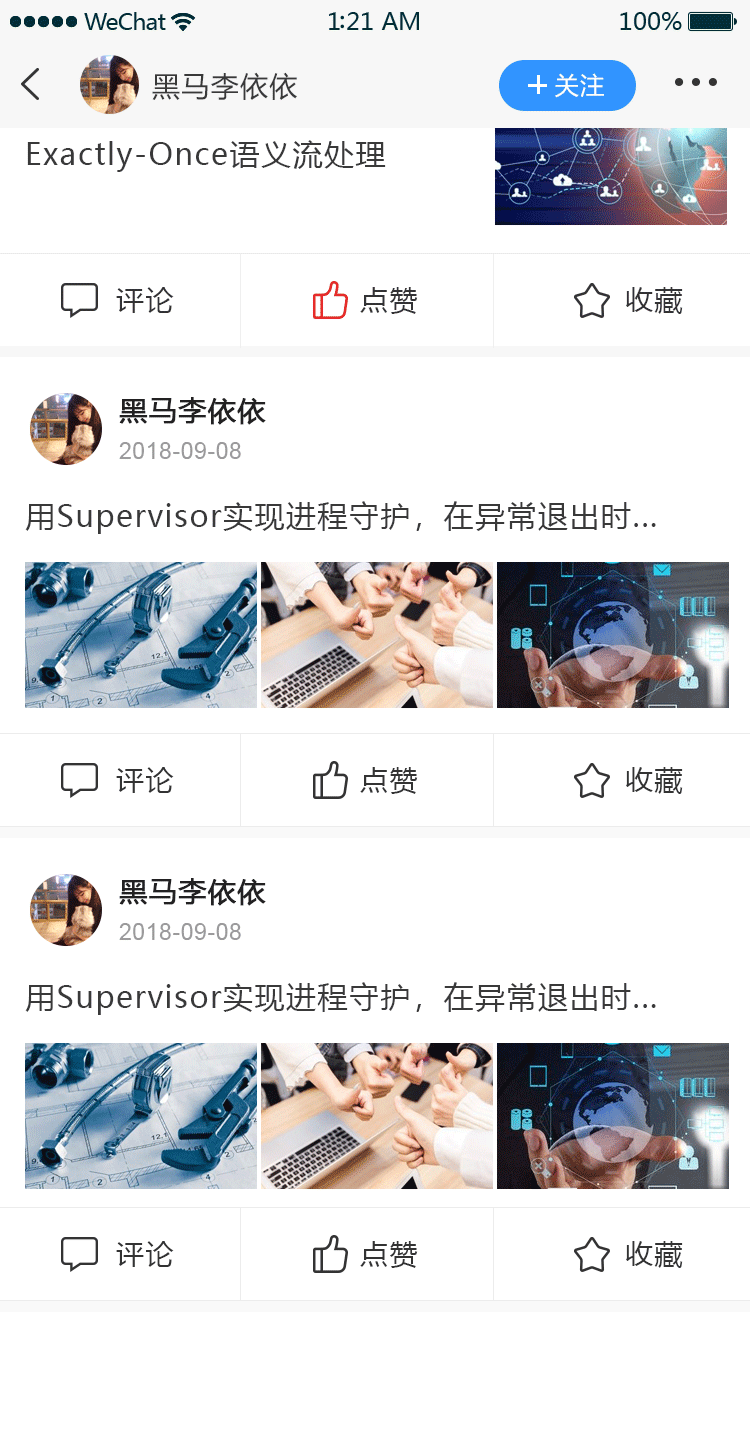 WeChat 1:21 AM 100%
黑马李依依 +关注
Exactly-Once语义流处理
评论 点赞 收藏
黑马李依依
2018-09-08
用Supervisor实现进程守护，在异常退出时...
评论 点赞 收藏
黑马李依依
2018-09-08
用Supervisor实现进程守护，在异常退出时...
评论 点赞 收藏